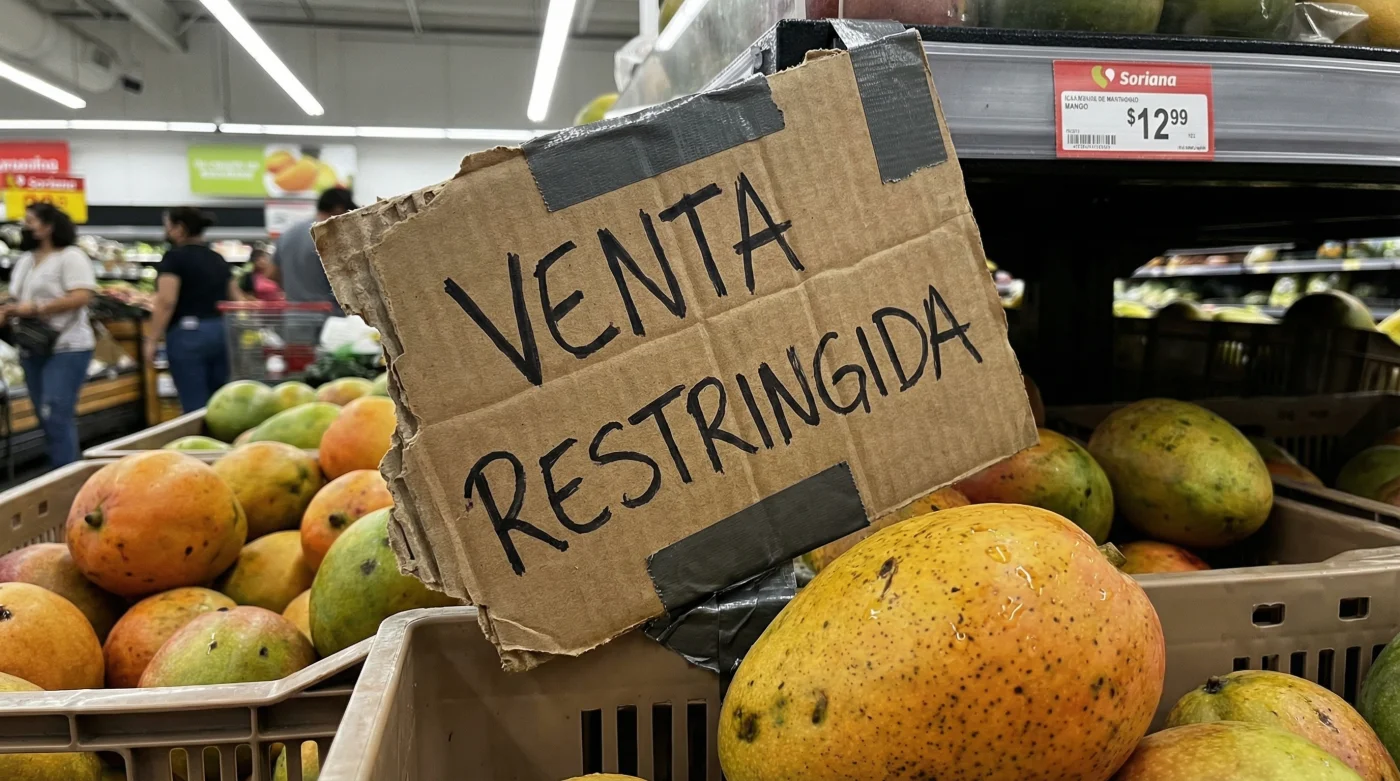 VENTA
RESTRINGIDA
Soriana
MANGO
$12.99
Soriana